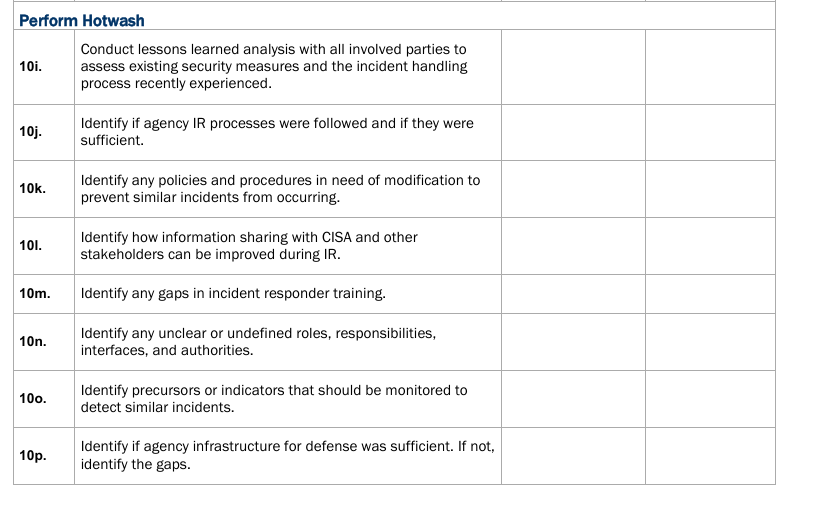 Perform Hotwash
10i.
Conduct lessons learned analysis with all involved parties to
assess existing security measures and the incident handling
process recently experienced.
10j.
Identify if agency IR processes were followed and if they were
sufficient.
10k.
Identify any policies and procedures in need of modification to
prevent similar incidents from occurring.
10l.
Identify how information sharing with CISA and other
stakeholders can be improved during IR.
10m.
Identify any gaps in incident responder training.
10n.
Identify any unclear or undefined roles, responsibilities,
interfaces, and authorities.
10o.
Identify precursors or indicators that should be monitored to
detect similar incidents.
10p.
Identify if agency infrastructure for defense was sufficient. If not,
identify the gaps.